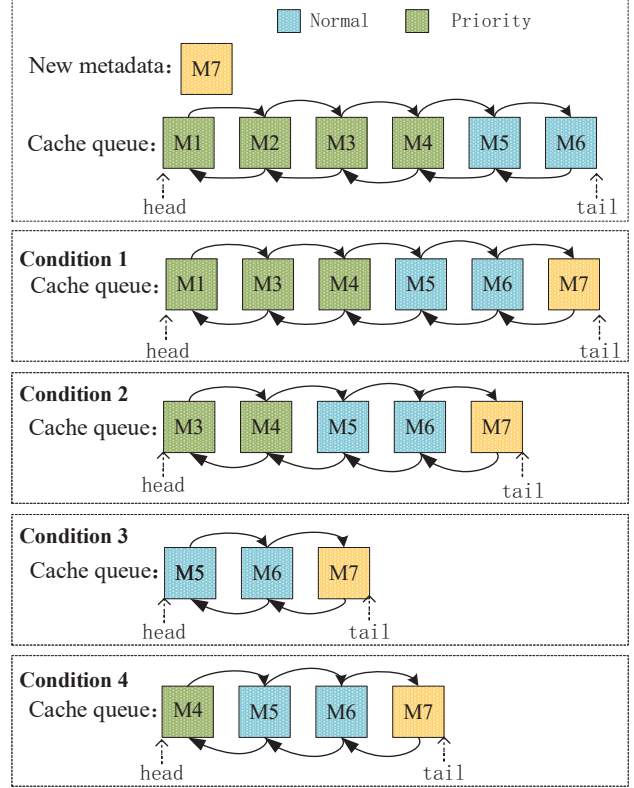 Normal Priority
New metadata: M7
Cache queue: M1 M2 M3 M4 M5 M6
head tail
Condition 1
Cache queue: M1 M3 M4 M5 M6 M7
head tail
Condition 2
Cache queue: M3 M4 M5 M6 M7
head tail
Condition 3
Cache queue: M5 M6 M7
head tail
Condition 4
Cache queue: M4 M5 M6 M7
head tail